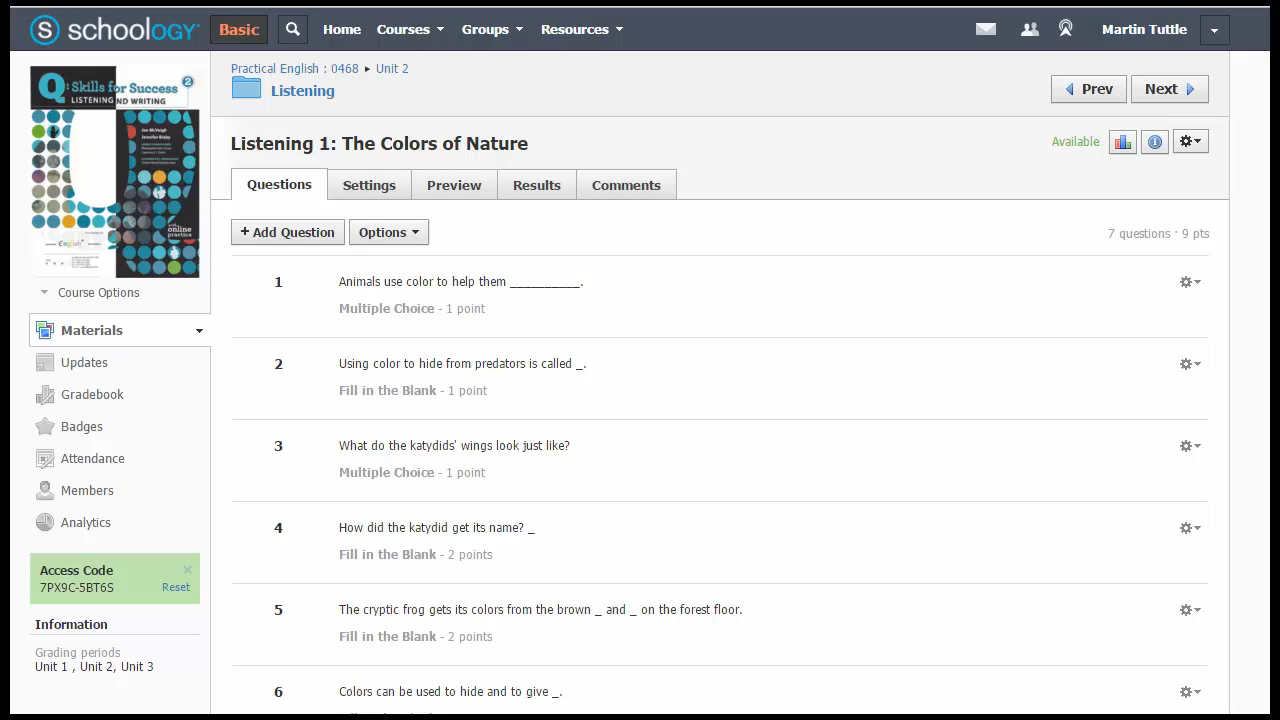 schoology
Basic
Home
Courses
Groups
Resources
Martin Tuttle
Q: Skills for Success 2
LISTENING AND WRITING
Practical English : 0468 ▸ Unit 2
Listening
Prev
Next
Listening 1: The Colors of Nature
Available
Questions
Settings
Preview
Results
Comments
+ Add Question
Options
7 questions · 9 pts
1
Animals use color to help them __________.
Multiple Choice - 1 point
2
Using color to hide from predators is called _.
Fill in the Blank - 1 point
3
What do the katydids' wings look just like?
Multiple Choice - 1 point
4
How did the katydid get its name? _
Fill in the Blank - 2 points
5
The cryptic frog gets its colors from the brown _ and _ on the forest floor.
Fill in the Blank - 2 points
6
Colors can be used to hide and to give _.
online
practice
English
Course Options
Materials
Updates
Gradebook
Badges
Attendance
Members
Analytics
Access Code
7PX9C-5BT6S
Reset
Information
Grading periods
Unit 1 , Unit 2, Unit 3